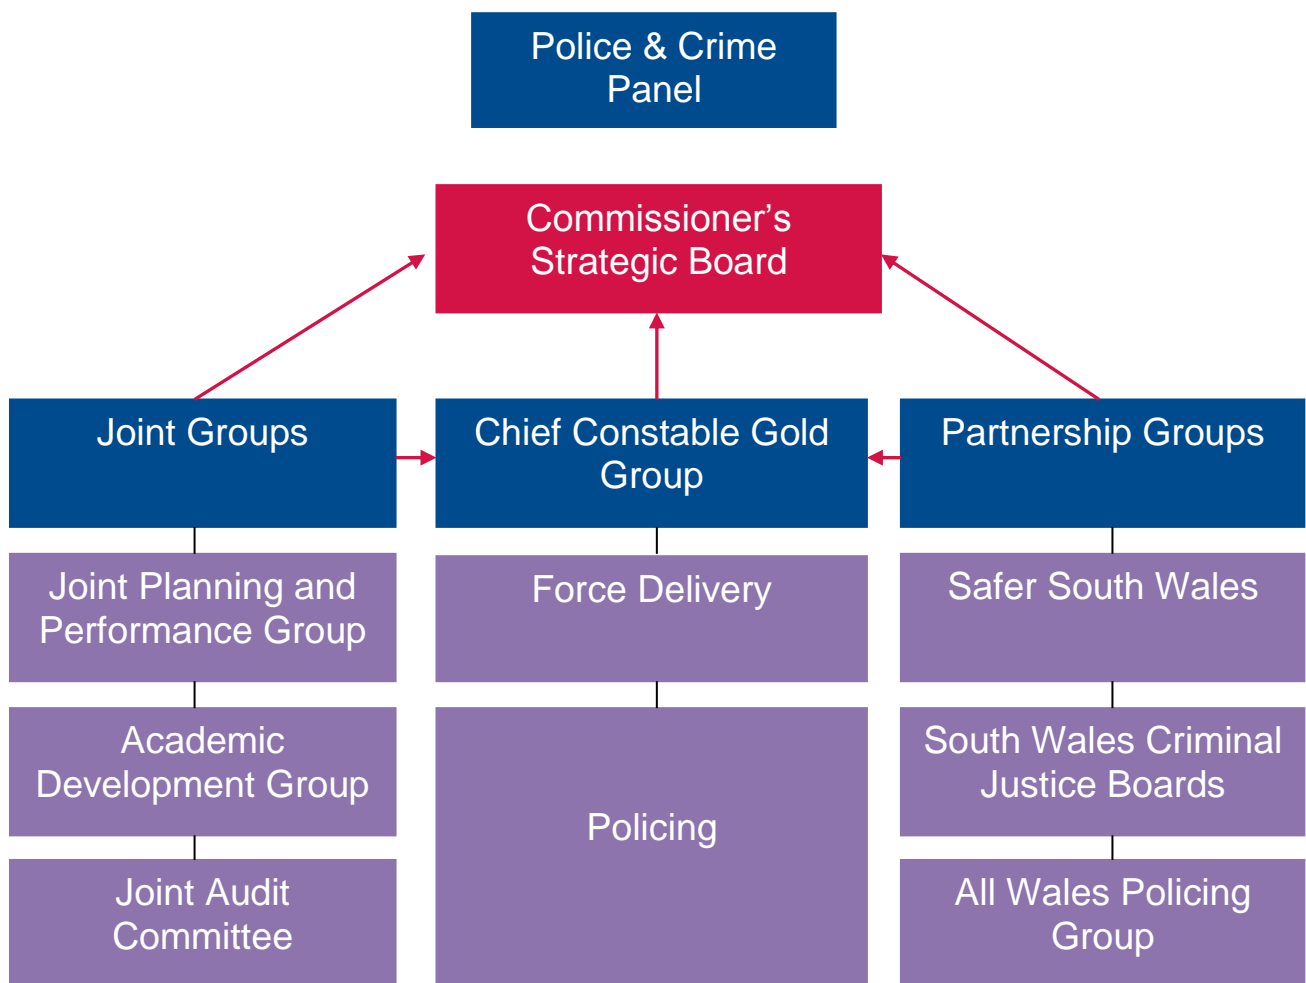 Police & Crime
Panel
Commissioner’s
Strategic Board
Joint Groups
Chief Constable Gold
Group
Partnership Groups
Joint Planning and
Performance Group
Force Delivery
Safer South Wales
Academic
Development Group
Policing
South Wales Criminal
Justice Boards
Joint Audit
Committee
All Wales Policing
Group